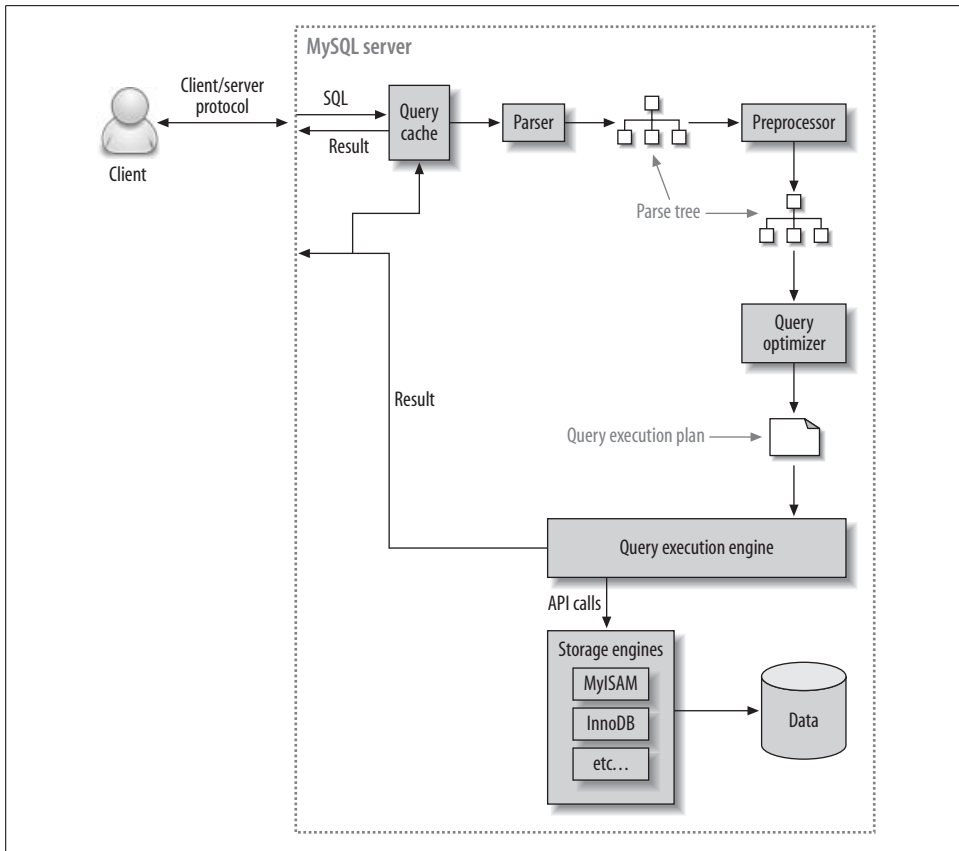 MySQL server
Client/server
protocol
SQL
Result
Query
cache
Parser
Preprocessor
Client
Parse tree
Query
optimizer
Result
Query execution plan
Query execution engine
API calls
Storage engines
MyISAM
InnoDB
etc...
Data